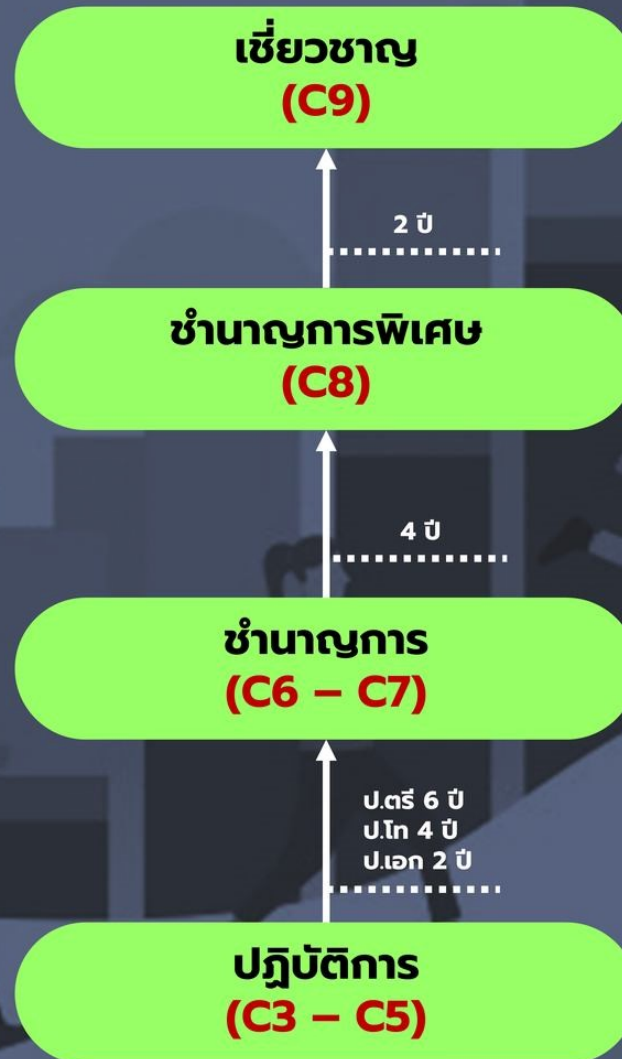 เชี่ยวชาญ
(C9)
2 ปี
ชำนาญการพิเศษ
(C8)
4 ปี
ชำนาญการ
(C6 – C7)
ป.ตรี 6 ปี
ป.โท 4 ปี
ป.เอก 2 ปี
ปฏิบัติการ
(C3 – C5)